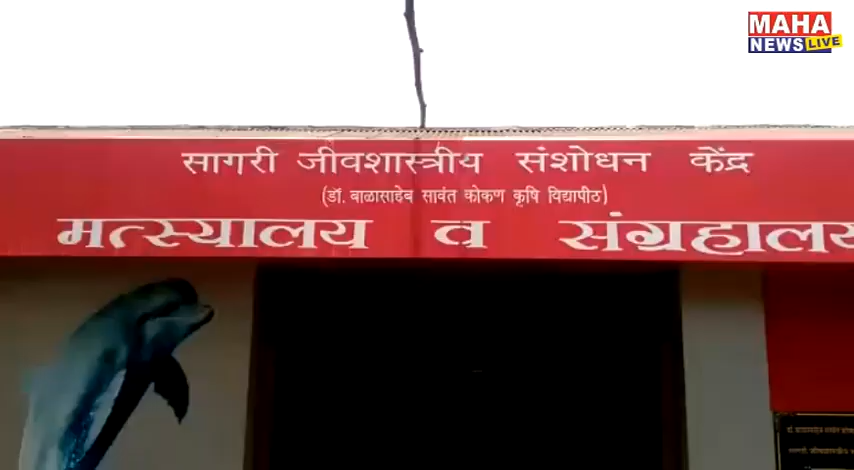 MAHA
NEWS LIVE
सागरी जीवशास्त्रीय संशोधन केंद्र
(डॉ. बाळासाहेब सावंत कोकण कृषि विद्यापीठ)
मत्स्यालय व संग्रहालय